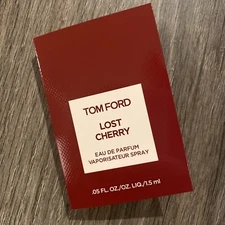 TOM FORD
LOST
CHERRY
EAU DE PARFUM
VAPORISATEUR SPRAY
.05 FL. OZ./OZ. LIQ./1.5 ml